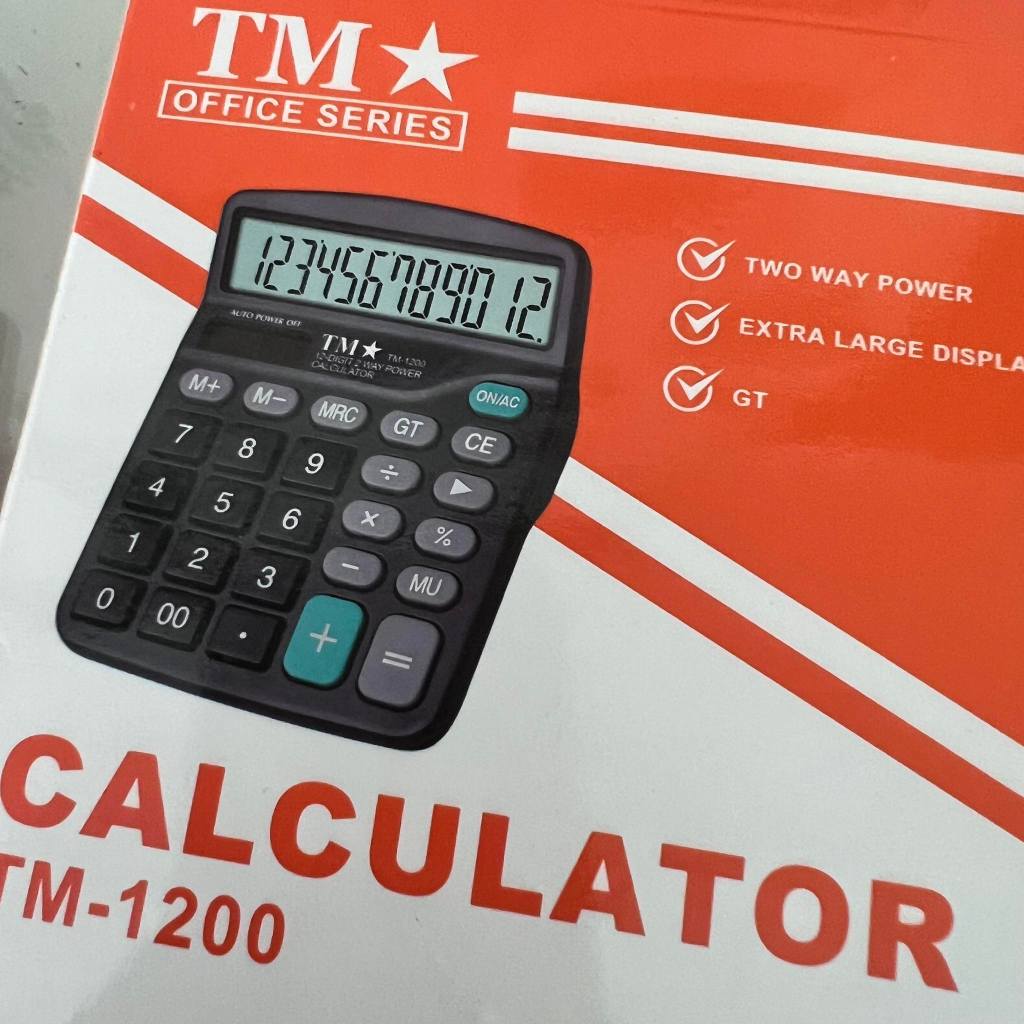 TM★
OFFICE SERIES
TWO WAY POWER
EXTRA LARGE DISPLA
GT
123456789012.
AUTO POWER OFF
TM★ TM-1200
12-DIGIT 2 WAY POWER
CALCULATOR
M+ M− MRC GT CE ON/AC
7 8 9 ÷ ▶
4 5 6 × %
1 2 3 − MU
0 00 . + =
CALCULATOR
TM-1200